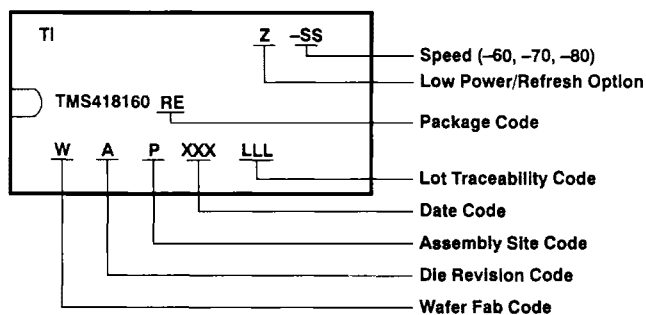 TI Z –SS
Speed (–60, –70, –80)
Low Power/Refresh Option
TMS418160 RE
Package Code
W A P XXX LLL
Lot Traceability Code
Date Code
Assembly Site Code
Die Revision Code
Wafer Fab Code